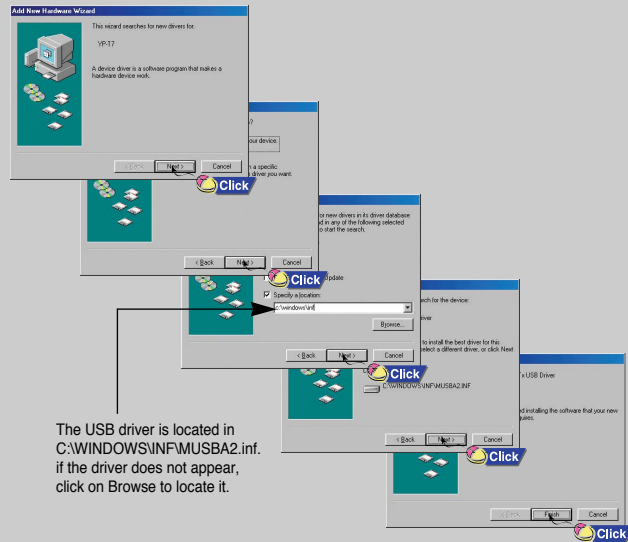 Add New Hardware Wizard
This wizard searches for new drivers for:
YP-T7
A device driver is a software program that makes a
hardware device work.
< Back
Next >
Cancel
Click
our device.
a specific
driver you want.
< Back
Next >
Cancel
Click
for new drivers in its driver database
d in any of the following selected
o start the search.
pdate
Specify a location:
c:\windows\inf
Browse...
< Back
Next >
Cancel
Click
rch for the device:
river
to install the best driver for this
elect a different driver, or click Next
C:\WINDOWS\INF\MUSBA2.INF
< Back
Next >
Cancel
Click
x USB Driver
ed installing the software that your new
quires.
< Back
Finish
Cancel
Click
The USB driver is located in
C:\WINDOWS\INF\MUSBA2.inf.
if the driver does not appear,
click on Browse to locate it.